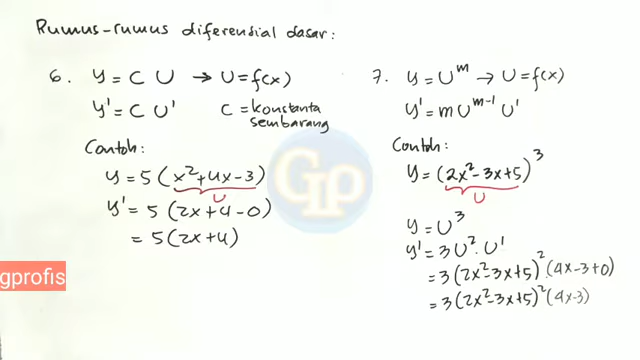 Rumus-rumus diferensial dasar:
6. y = C U → U = f(x)
y' = C U' C = konstanta sembarang
Contoh:
y = 5 (x²+4x-3)
U
y' = 5 (2x+4-0)
= 5 (2x+4)
7. y = U^m → U = f(x)
y' = m U^(m-1) U'
Contoh:
y = (2x²-3x+5)³
U
y = U³
y' = 3U² · U'
= 3 (2x²-3x+5)² · (4x-3+0)
= 3 (2x²-3x+5)² (4x-3)
GIP
gprofis